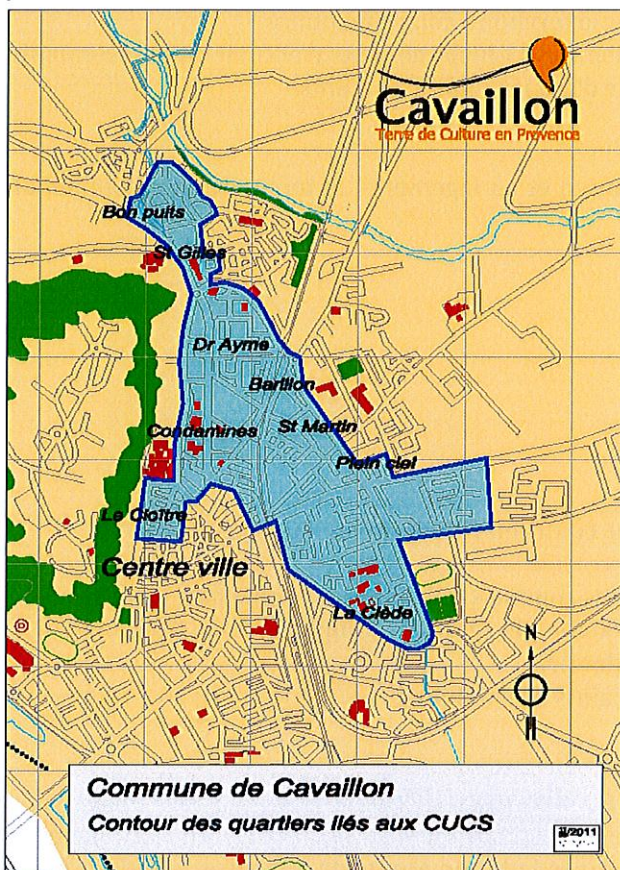 Cavaillon
Terre de Culture en Provence
Bon puits
St Gilles
Dr Ayme
Barillon
Condamines
St Martin
Plein ciel
Le Cloître
Centre ville
La Clède
N
Commune de Cavaillon
Contour des quartiers liés aux CUCS